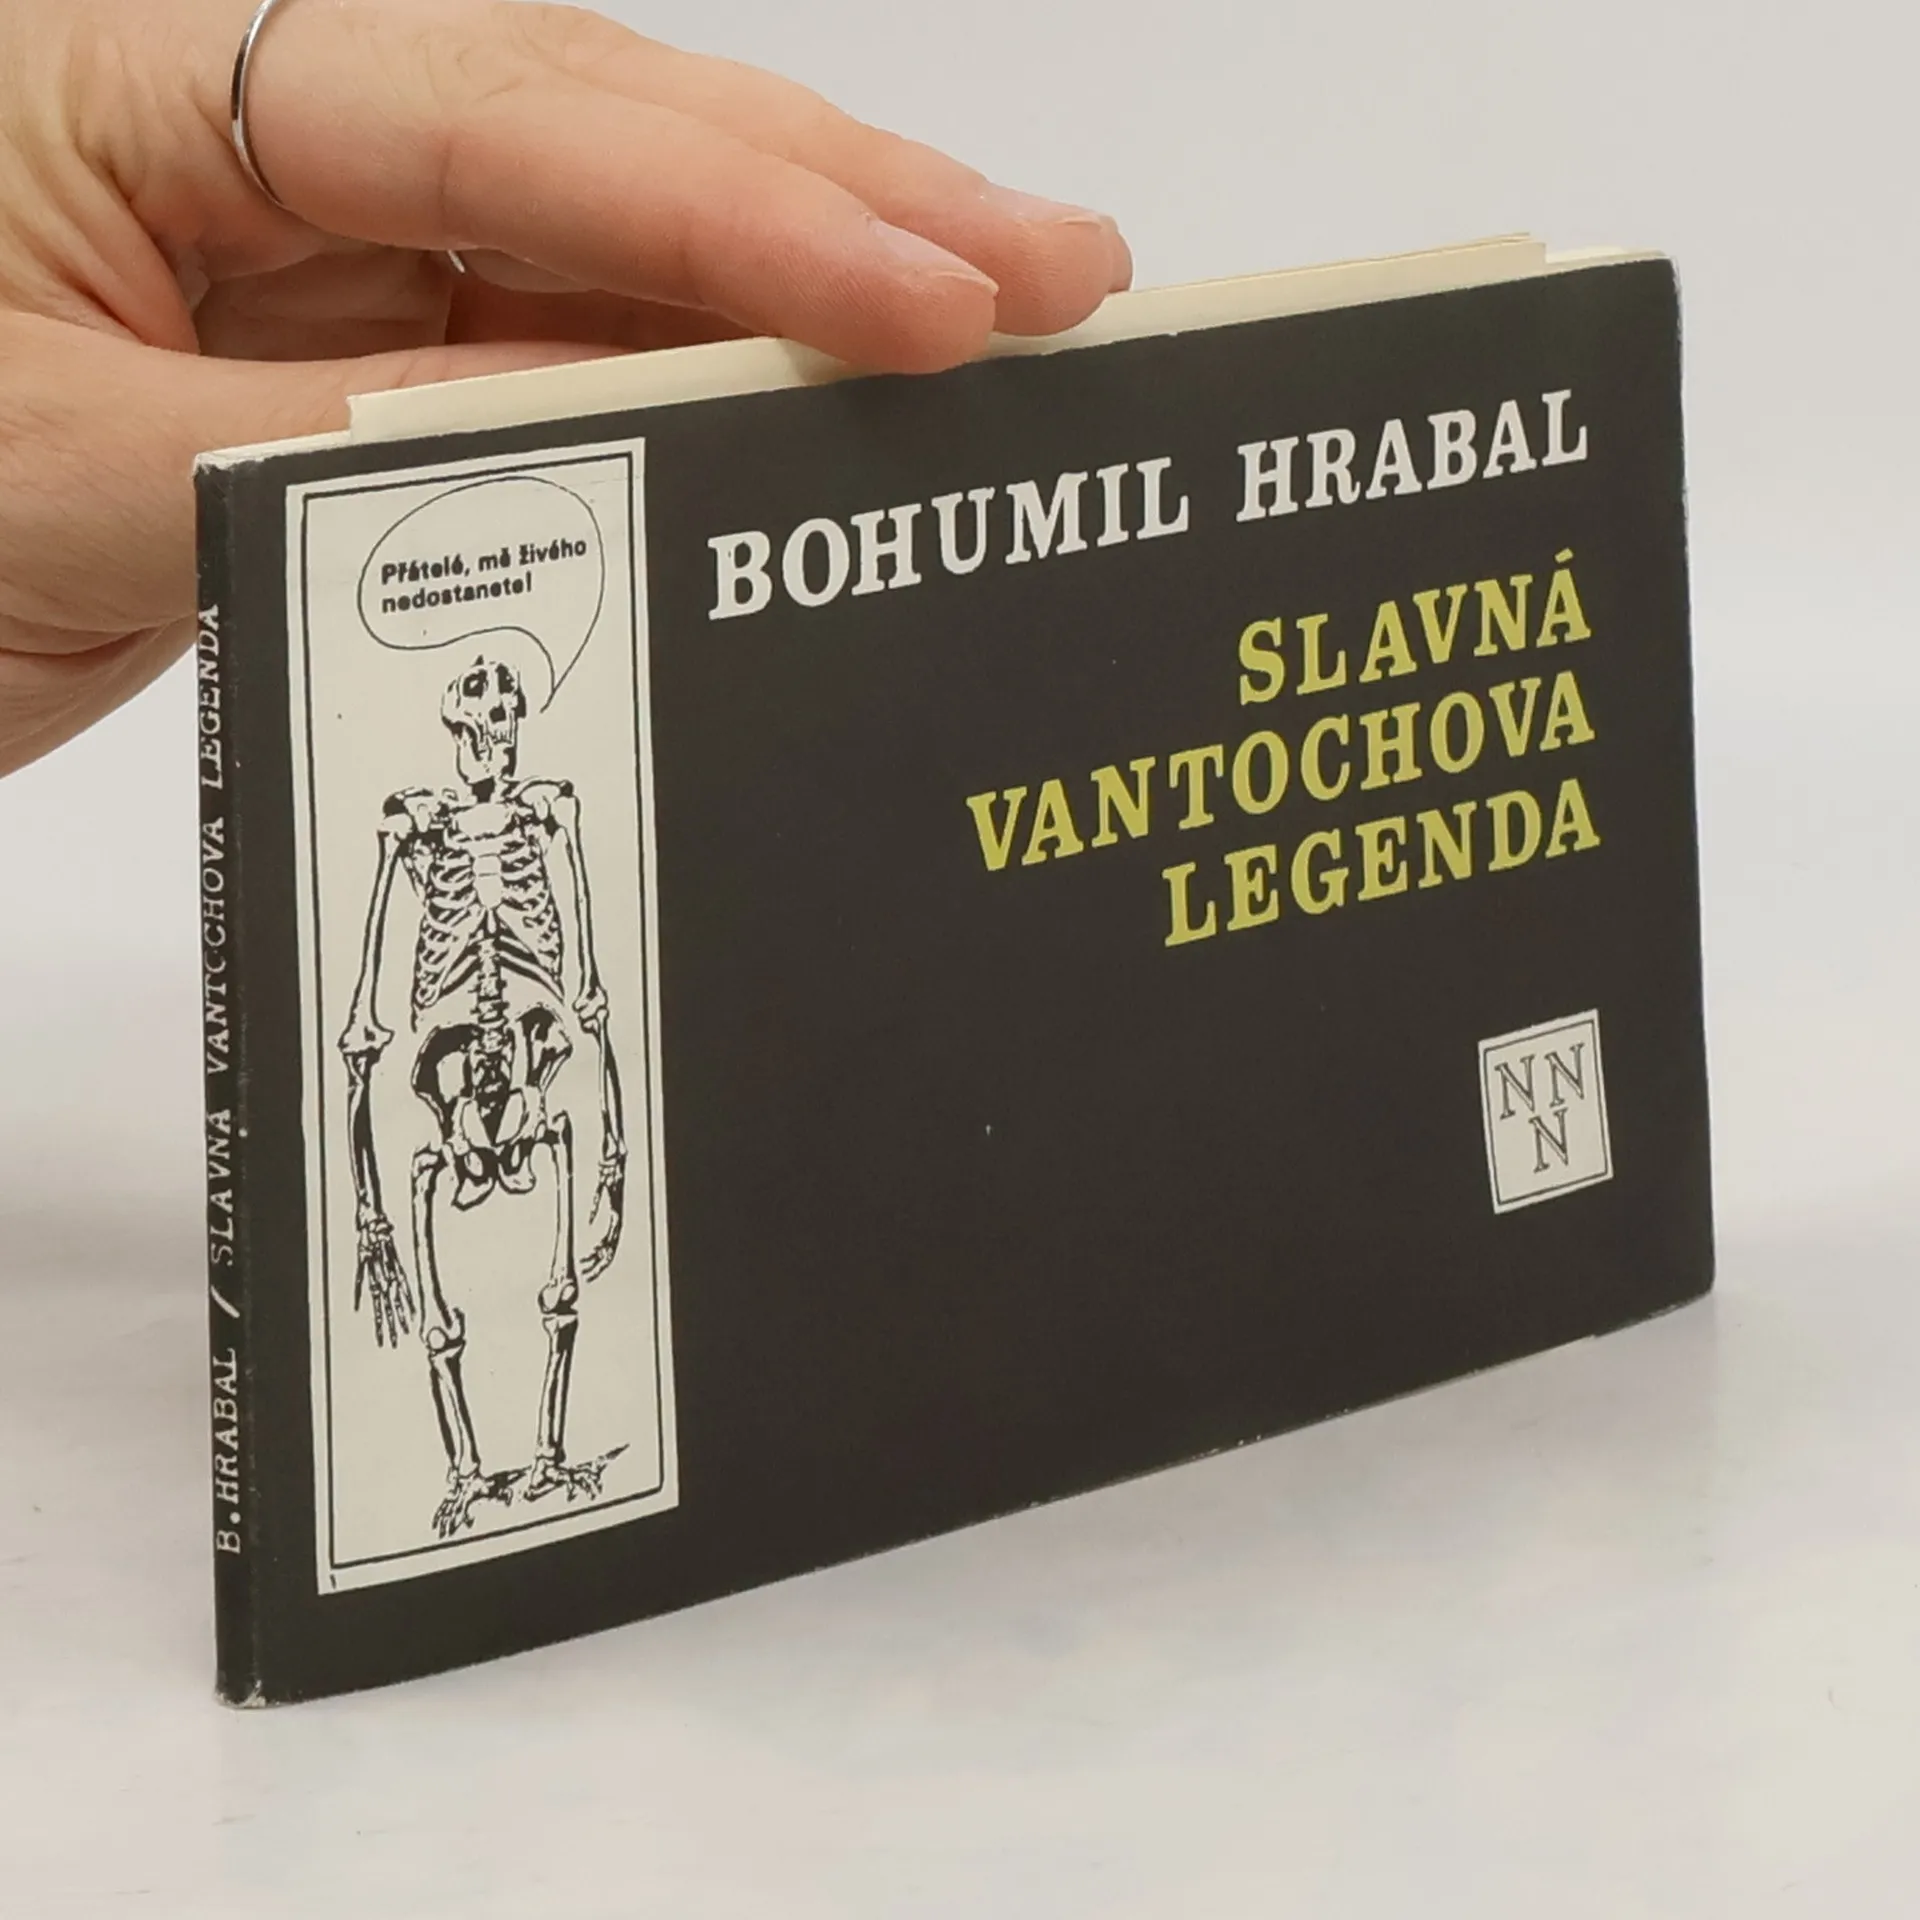 B. HRABAL / SLAVNÁ VANTOCHOVA LEGENDA
Přátelé, mě živého
nedostanete!
BOHUMIL HRABAL
SLAVNÁ
VANTOCHOVA
LEGENDA
NN
N